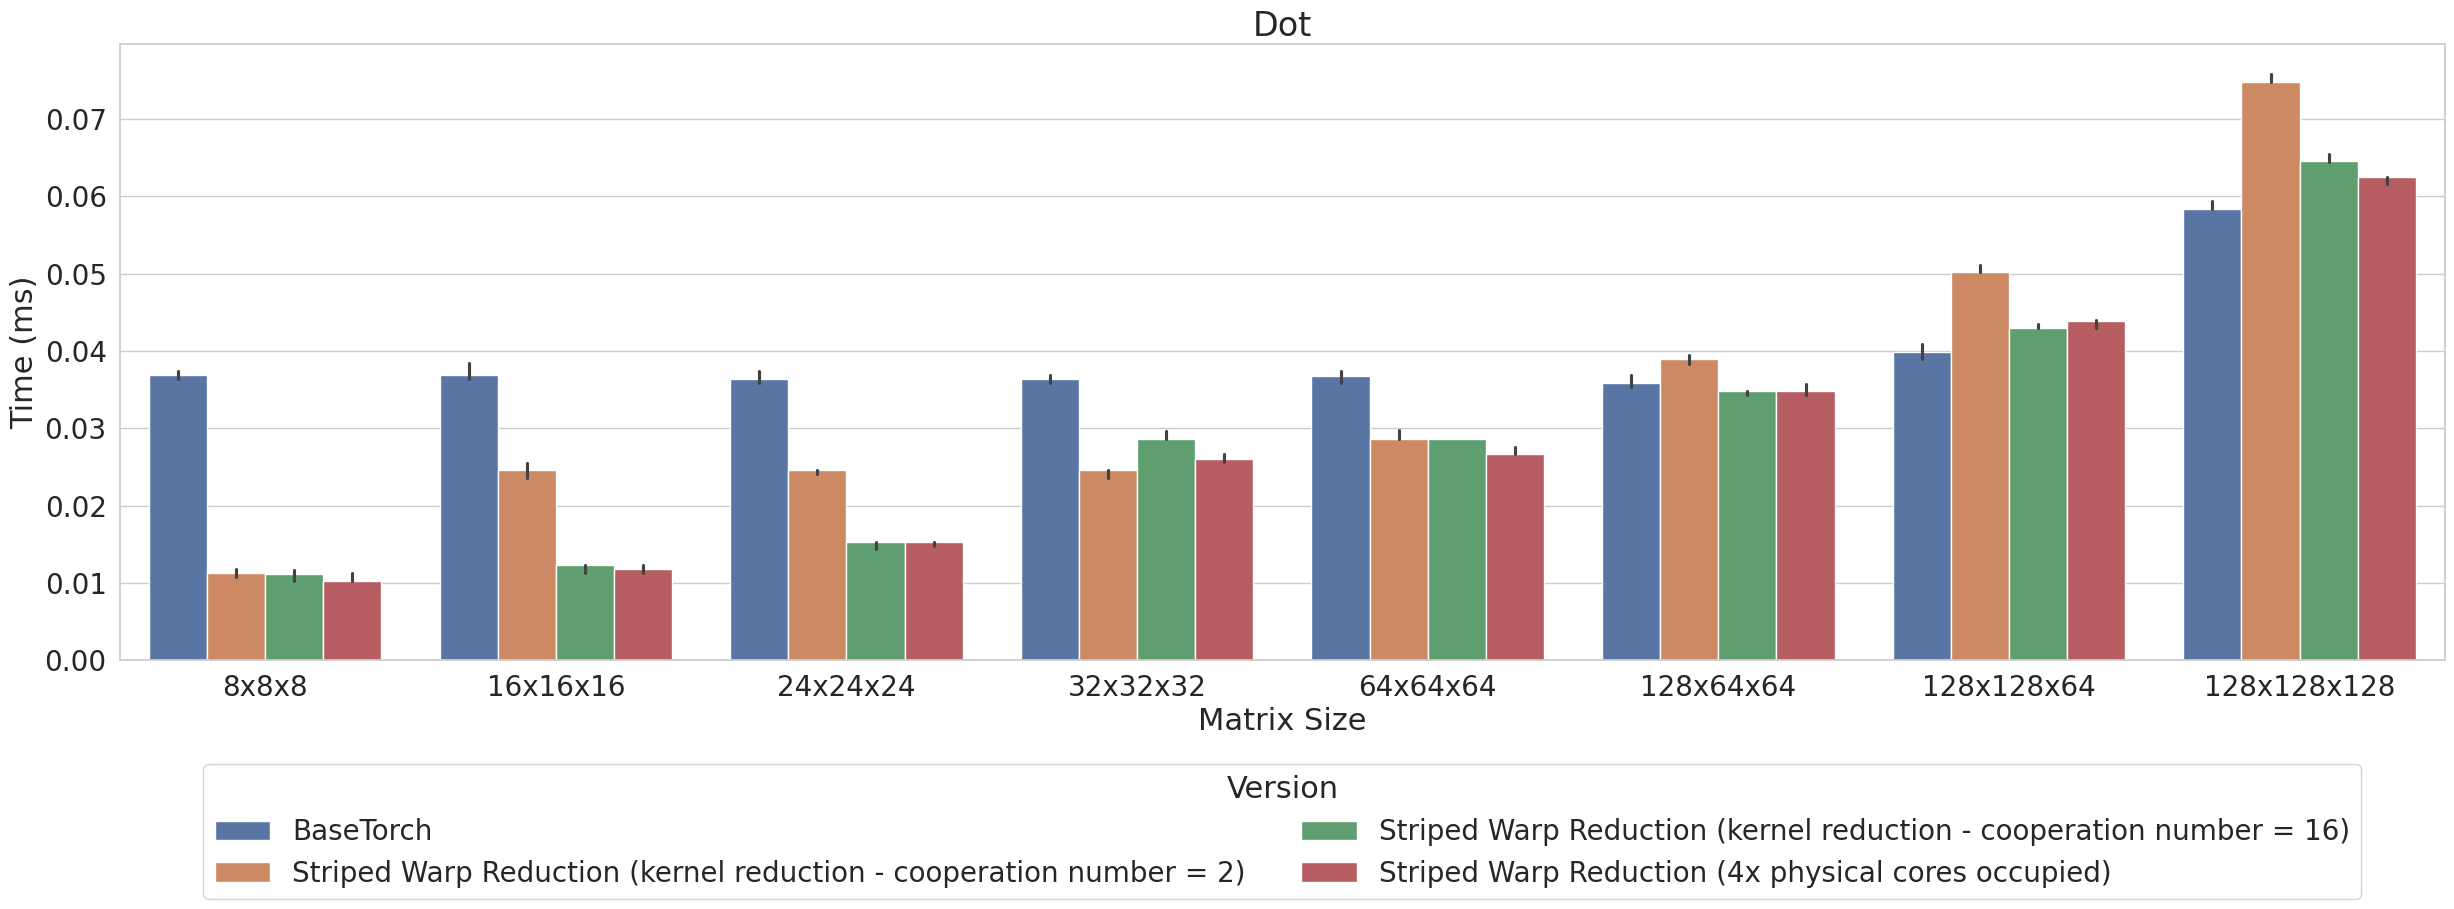 Dot
Time (ms)
0.07
0.06
0.05
0.04
0.03
0.02
0.01
0.00
8x8x8 16x16x16 24x24x24 32x32x32 64x64x64 128x64x64 128x128x64 128x128x128
Matrix Size
Version
BaseTorch
Striped Warp Reduction (kernel reduction - cooperation number = 2)
Striped Warp Reduction (kernel reduction - cooperation number = 16)
Striped Warp Reduction (4x physical cores occupied)